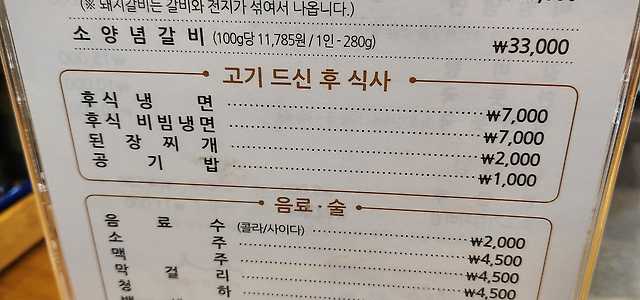 (※ 돼지갈비는 갈비와 전지가 섞여서 나옵니다.)
소 양념갈비 (100g당 11,785원 / 1인 - 280g) ₩33,000
고기 드신 후 식사
후식 냉면 ₩7,000
후식 비빔냉면 ₩7,000
된장찌개 ₩2,000
공기밥 ₩1,000
음료 · 술
음료수 (콜라/사이다) ₩2,000
소주 ₩4,500
맥주 ₩4,500
막걸리 ₩4,500
청하